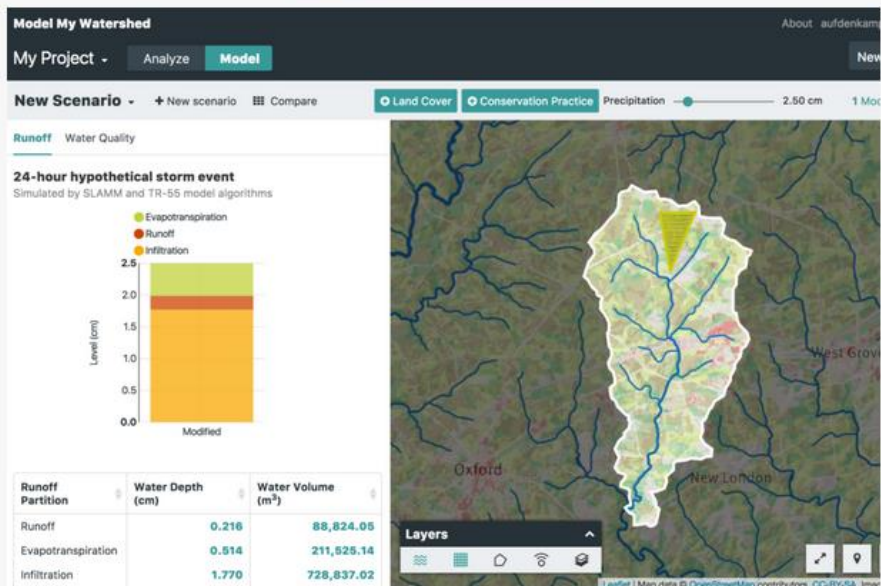 Model My Watershed
About aufdenkamp
My Project
Analyze
Model
New
New Scenario
+ New scenario
Compare
Land Cover
Conservation Practice
Precipitation
2.50 cm
1 Mod
Runoff
Water Quality
24-hour hypothetical storm event
Simulated by SLAMM and TR-55 model algorithms
Evapotranspiration
Runoff
Infiltration
2.5
2.0
1.5
1.0
0.5
0.0
Level (cm)
Modified
Runoff Partition
Water Depth (cm)
Water Volume (m³)
Runoff 0.216 88,824.05
Evapotranspiration 0.514 211,525.14
Infiltration 1.770 728,837.02
West Grov
Oxford
New London
Layers
Leaflet | Map data © OpenStreetMap contributors, CC-BY-SA, Imag